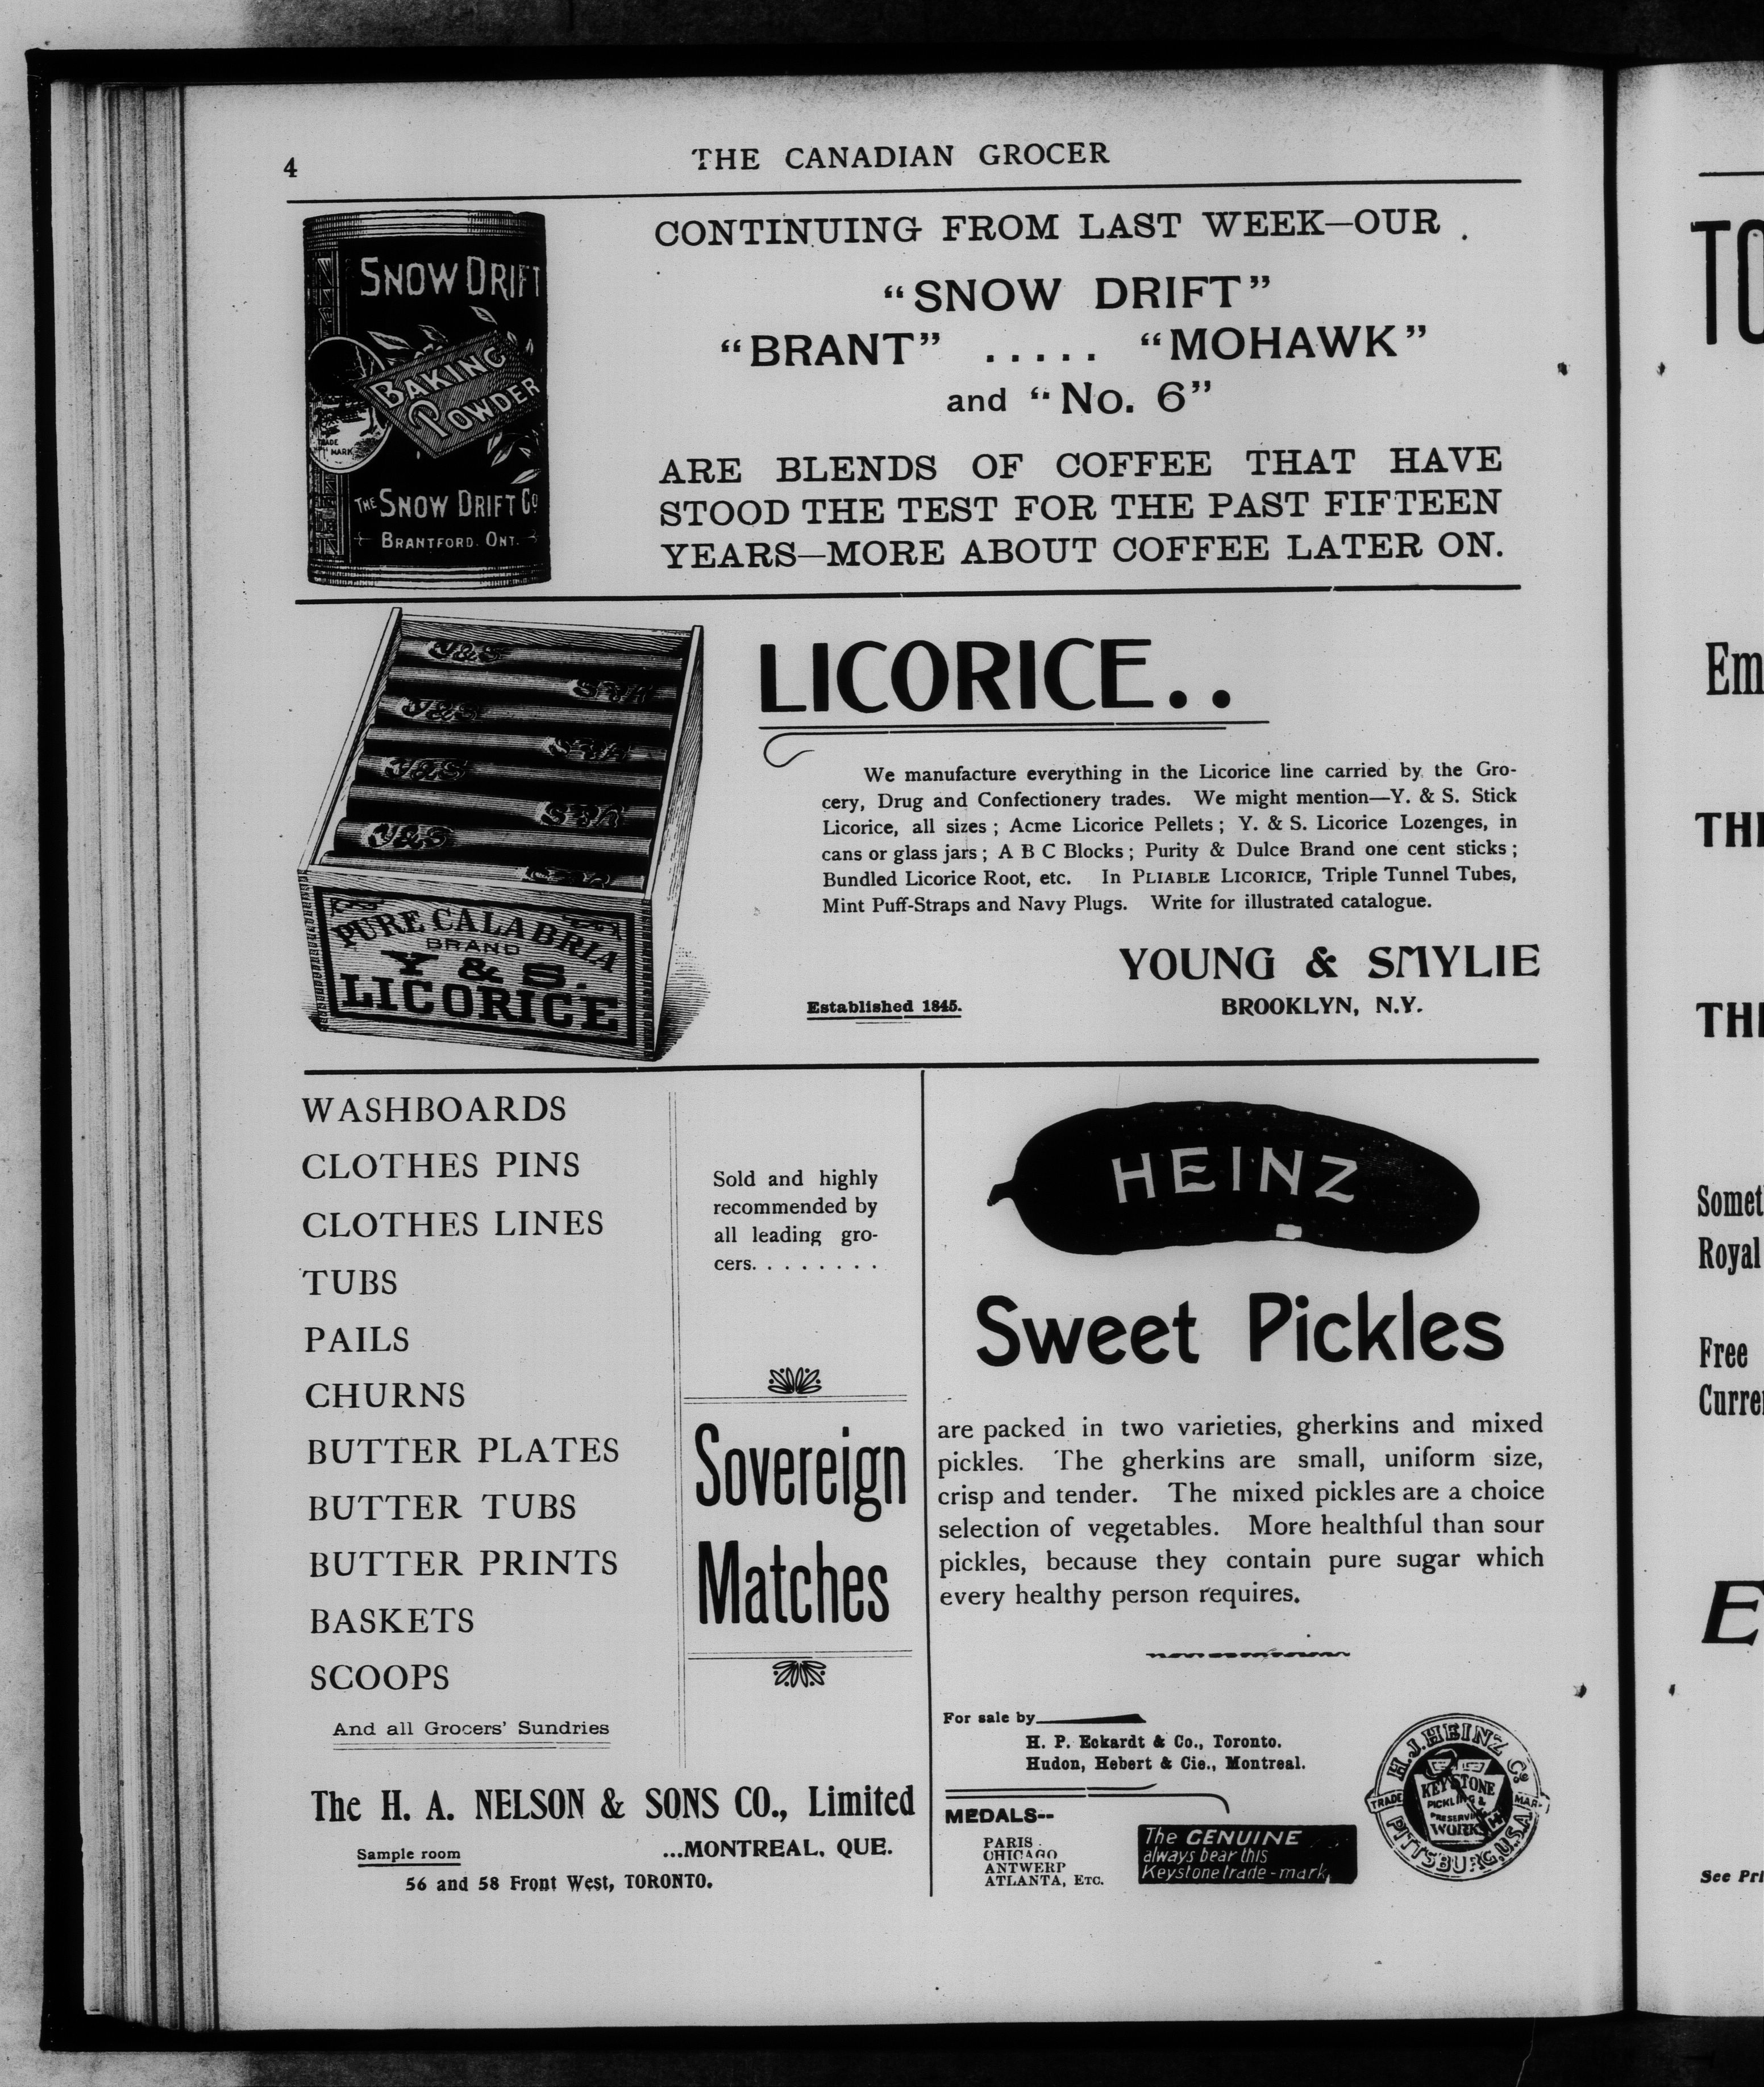 4
THE CANADIAN GROCER
SNOW DRIFT
BAKING
POWDER
TRADE
MARK
THE SNOW DRIFT Co
BRANTFORD. ONT.
CONTINUING FROM LAST WEEK—OUR
“SNOW DRIFT”
“BRANT” ..... “MOHAWK”
and “No. 6”
ARE BLENDS OF COFFEE THAT HAVE
STOOD THE TEST FOR THE PAST FIFTEEN
YEARS—MORE ABOUT COFFEE LATER ON.
Y&S
Y&S
Y&S
Y&S
Y&S
Y&S
Y&S
PURE CALABRIA
BRAND
Y & S.
LICORICE
LICORICE..
We manufacture everything in the Licorice line carried by the Gro-
cery, Drug and Confectionery trades. We might mention—Y. & S. Stick
Licorice, all sizes; Acme Licorice Pellets; Y. & S. Licorice Lozenges, in
cans or glass jars; A B C Blocks; Purity & Dulce Brand one cent sticks;
Bundled Licorice Root, etc. In PLIABLE LICORICE, Triple Tunnel Tubes,
Mint Puff-Straps and Navy Plugs. Write for illustrated catalogue.
YOUNG & SMYLIE
Established 1845.
BROOKLYN, N.Y.
WASHBOARDS
CLOTHES PINS
CLOTHES LINES
TUBS
PAILS
CHURNS
BUTTER PLATES
BUTTER TUBS
BUTTER PRINTS
BASKETS
SCOOPS
And all Grocers’ Sundries
Sold and highly
recommended by
all leading gro-
cers........
Sovereign
Matches
The H. A. NELSON & SONS CO., Limited
...MONTREAL, QUE.
Sample room
56 and 58 Front West, TORONTO.
HEINZ
Sweet Pickles
are packed in two varieties, gherkins and mixed
pickles. The gherkins are small, uniform size,
crisp and tender. The mixed pickles are a choice
selection of vegetables. More healthful than sour
pickles, because they contain pure sugar which
every healthy person requires.
For sale by
H. P. Eckardt & Co., Toronto.
Hudon, Hebert & Cie., Montreal.
MEDALS--
PARIS
CHICAGO
ANTWERP
ATLANTA, ETC.
The GENUINE
always bear this
Keystone trade-mark
H.J. HEINZ Co
KEYSTONE
PICKLING &
PRESERVING
WORKS
TRADE MAR-
PITTSBURG, U.S.A.
TO
Em
THE
THE
Somet
Royal
Free
Curre
E
See Pri